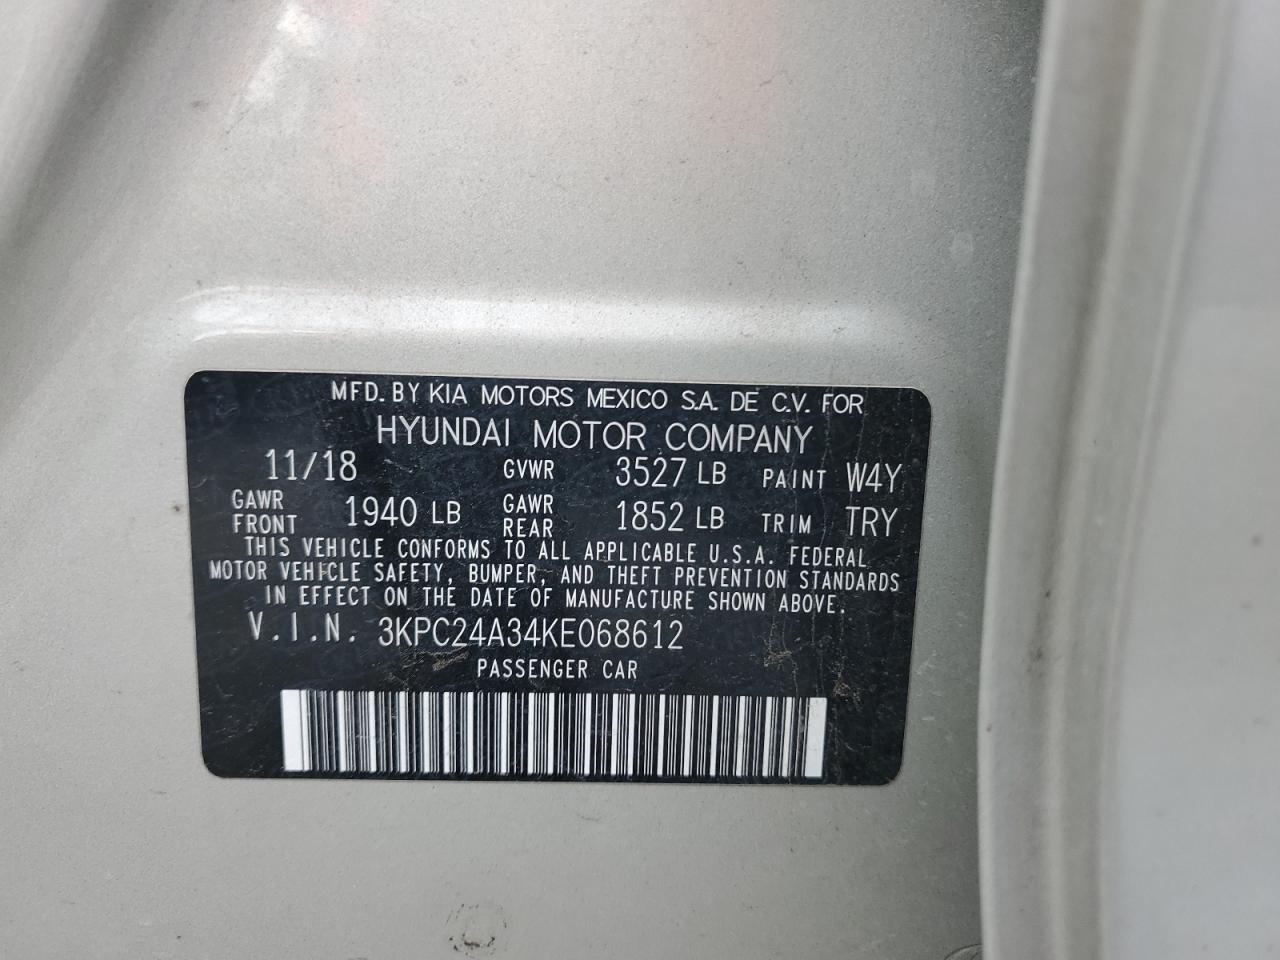 MFD. BY KIA MOTORS MEXICO S.A. DE C.V. FOR
HYUNDAI MOTOR COMPANY
11/18 GVWR 3527 LB PAINT W4Y
GAWR FRONT 1940 LB GAWR REAR 1852 LB TRIM TRY
THIS VEHICLE CONFORMS TO ALL APPLICABLE U.S.A. FEDERAL
MOTOR VEHICLE SAFETY, BUMPER, AND THEFT PREVENTION STANDARDS
IN EFFECT ON THE DATE OF MANUFACTURE SHOWN ABOVE.
V.I.N. 3KPC24A34KE068612
PASSENGER CAR